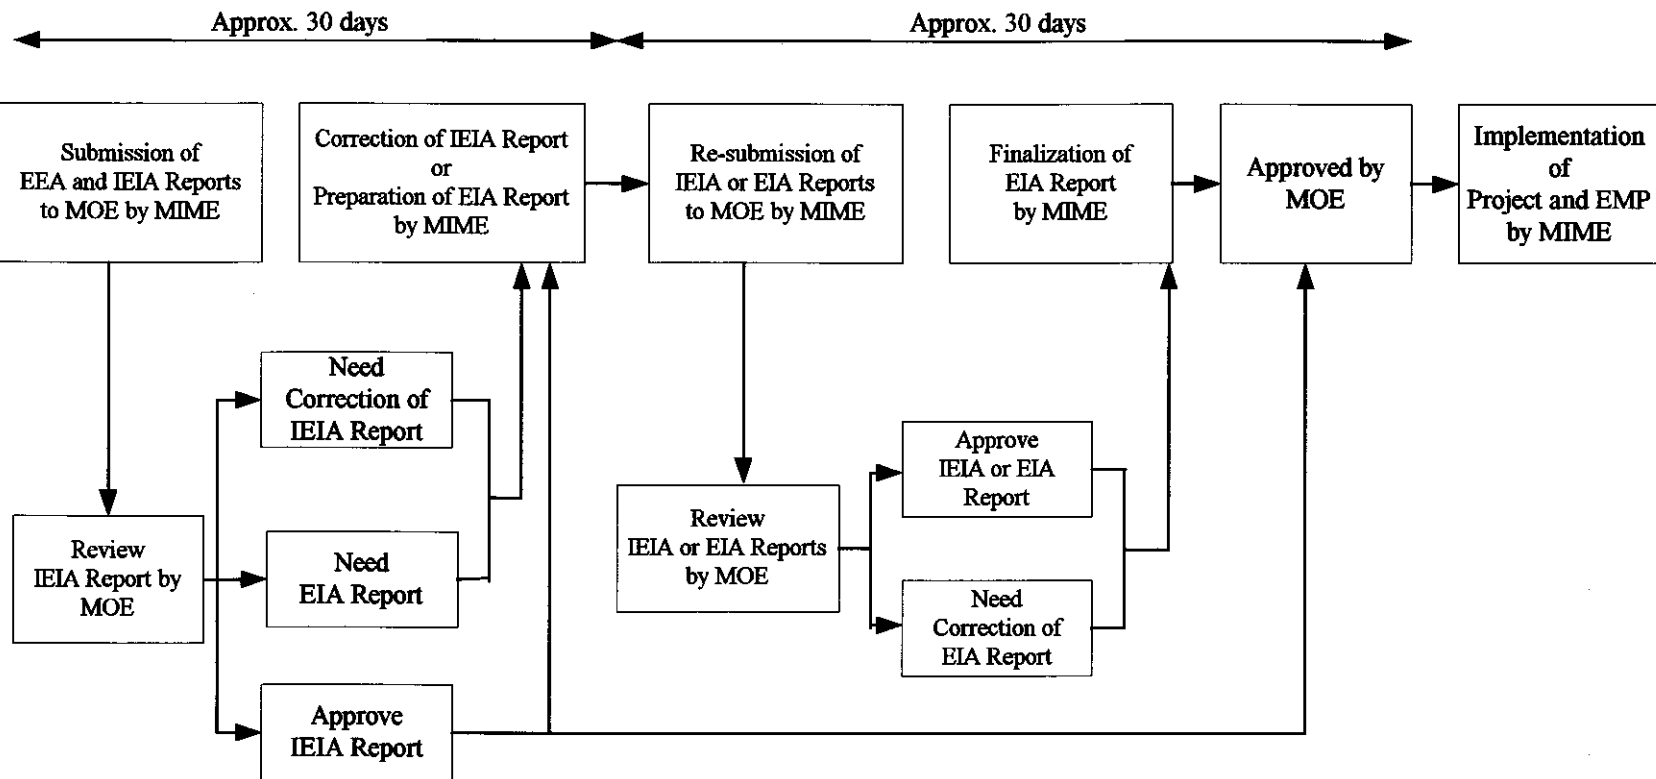 Approx. 30 days
Approx. 30 days
Submission of
EEA and IEIA Reports
to MOE by MIME
Correction of IEIA Report
or
Preparation of EIA Report
by MIME
Re-submission of
IEIA or EIA Reports
to MOE by MIME
Finalization of
EIA Report
by MIME
Approved by
MOE
Implementation
of
Project and EMP
by MIME
Need
Correction of
IEIA Report
Review
IEIA Report by
MOE
Need
EIA Report
Approve
IEIA Report
Review
IEIA or EIA Reports
by MOE
Approve
IEIA or EIA
Report
Need
Correction of
EIA Report